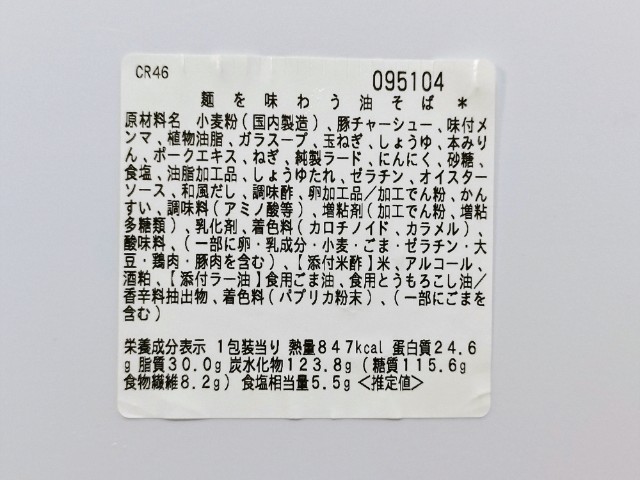 CR46
095104
麺を味わう油そば*
原材料名 小麦粉(国内製造)、豚チャーシュー、味付メ
ンマ、植物油脂、ガラスープ、玉ねぎ、しょうゆ、本みり
ん、ポークエキス、ねぎ、純製ラード、にんにく、砂糖、
食塩、油脂加工品、しょうゆたれ、ゼラチン、オイスター
ソース、和風だし、調味酢、卵加工品/加工でん粉、かん
すい、調味料(アミノ酸等)、増粘剤(加工でん粉、増粘
多糖類)、乳化剤、着色料(カロチノイド、カラメル)、
酸味料、(一部に卵・乳成分・小麦・ごま・ゼラチン・大
豆・鶏肉・豚肉を含む)、【添付米酢】米、アルコール、
酒粕、【添付ラー油】食用ごま油、食用とうもろこし油/
香辛料抽出物、着色料(パプリカ粉末)、(一部にごまを
含む)
栄養成分表示 1包装当り 熱量847kcal 蛋白質24.6
g 脂質30.0g 炭水化物123.8g(糖質115.6g
食物繊維8.2g) 食塩相当量5.5g<推定値>